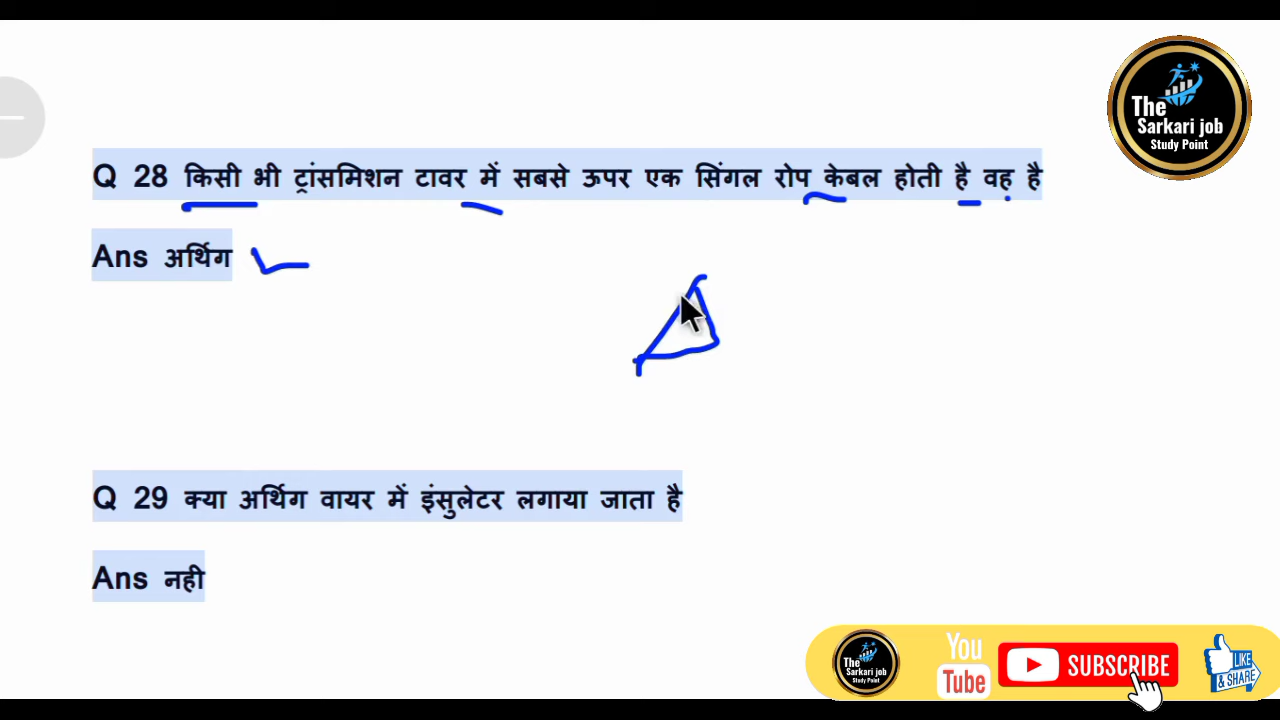 The
Sarkari job
Study Point
Q 28 किसी भी ट्रांसमिशन टावर में सबसे ऊपर एक सिंगल रोप केबल होती है वह है
Ans अर्थिग
Q 29 क्या अर्थिग वायर में इंसुलेटर लगाया जाता है
Ans नही
The
Sarkari job
Study Point
You
Tube
SUBSCRIBE
LIKE
& SHARE